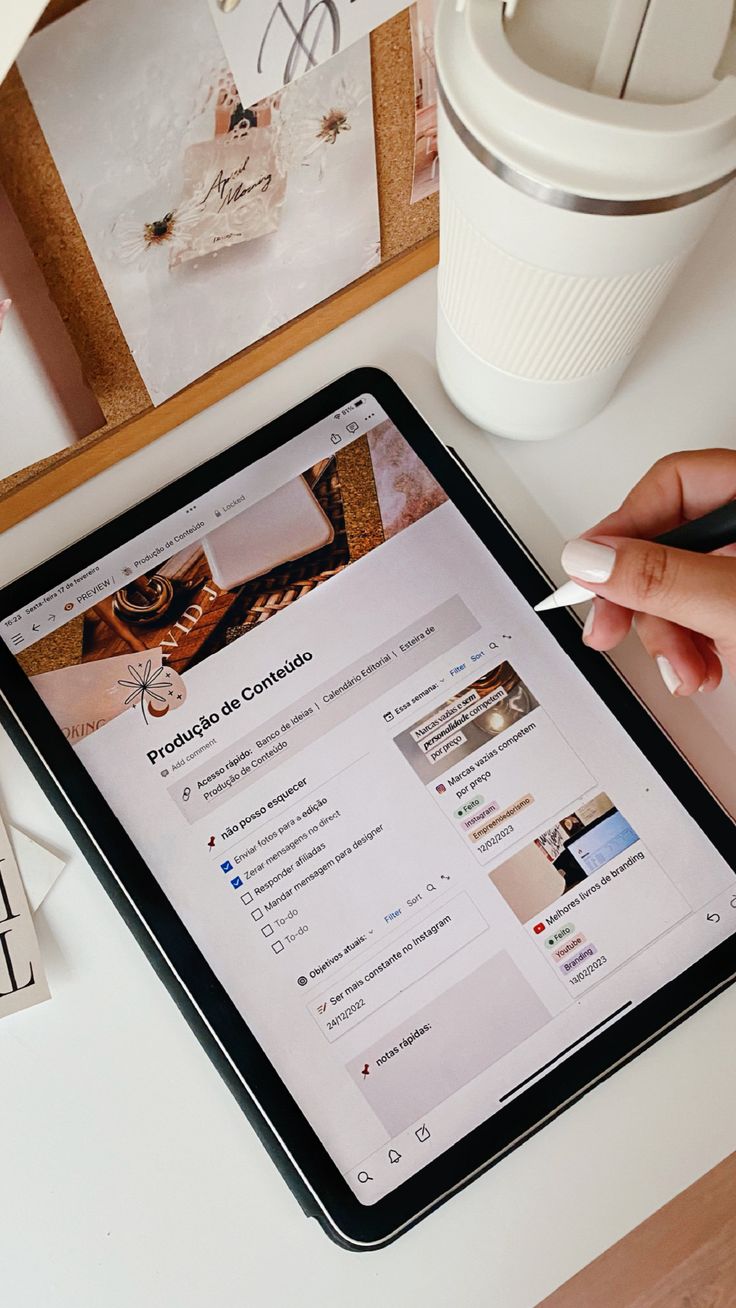 April
Morning
16:23 Sexta-feira 17 de fevereiro
91%
PREVIEW / Produção de Conteúdo Locked
Produção de Conteúdo
Add comment
Acesso rápido: Banco de Ideias | Calendário Editorial | Esteira de
Produção de Conteúdo
não posso esquecer
Enviar fotos para a edição
Zerar mensagens no direct
Responder afiliadas
Mandar mensagem para designer
To-do
To-do
Objetivos atuais: Filter Sort
Ser mais constante no Instagram
24/12/2022
notas rápidas:
Essa semana: Filter Sort
Marcas vazias e sem
personalidade competem
por preço
Marcas vazias competem
por preço
Feito
Instagram
Empreendedorismo
12/02/2023
Melhores livros de branding
Feito
Youtube
Branding
13/02/2023